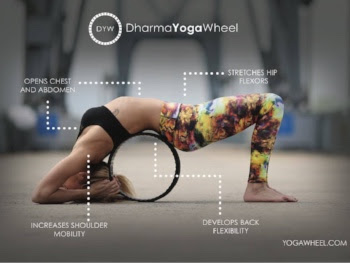 DYW
DharmaYogaWheel
OPENS CHEST
AND ABDOMEN
STRETCHES HIP
FLEXORS
INCREASES SHOULDER
MOBILITY
DEVELOPS BACK
FLEXIBILITY
YOGAWHEEL.COM